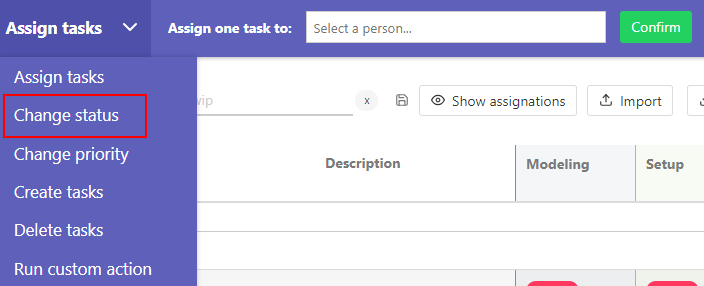 Assign tasks
Assign one task to: Select a person... Confirm
Assign tasks
wip x Show assignations Import
Change status
Change priority
Description Modeling Setup
Create tasks
Delete tasks
Run custom action